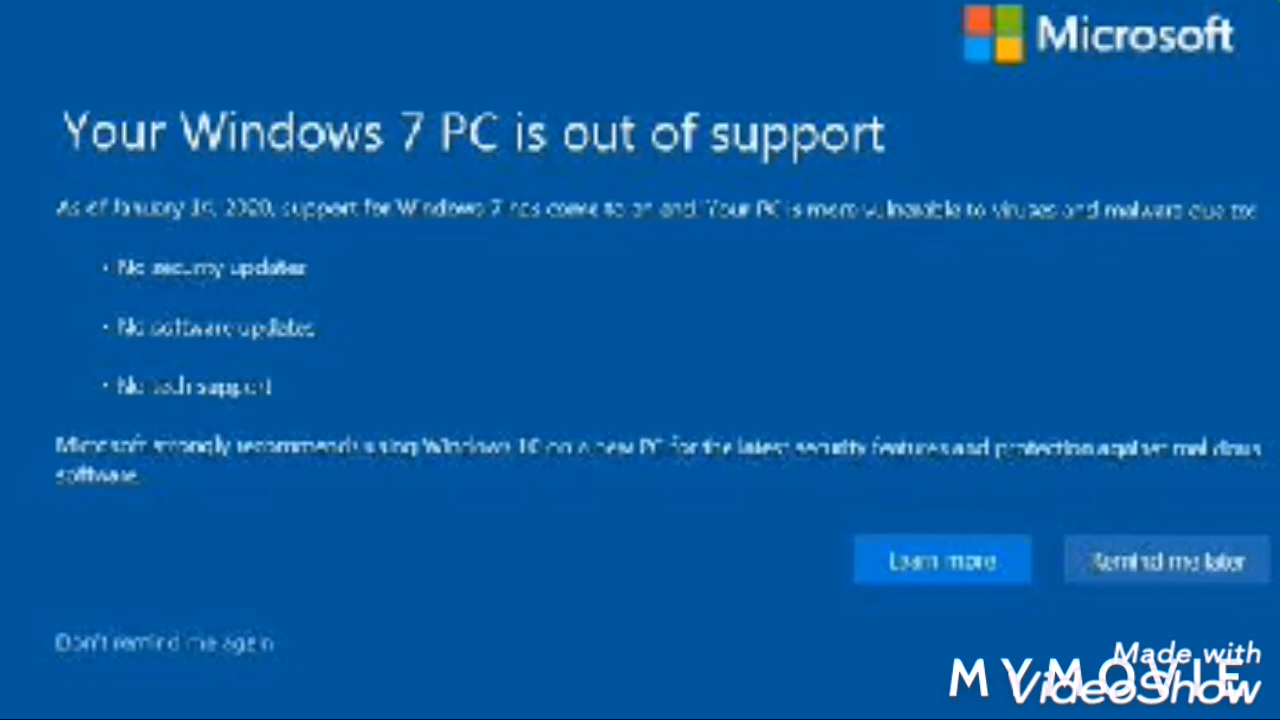 Microsoft
Your Windows 7 PC is out of support
As of January 14, 2020, support for Windows 7 has come to an end. Your PC is more vulnerable to viruses and malware due to:
• No security updates
• No software updates
• No tech support
Microsoft strongly recommends using Windows 10 on a new PC for the latest security features and protection against malicious
software.
Learn more
Remind me later
Don't remind me again
Made with
MYMOVIE
VideoShow